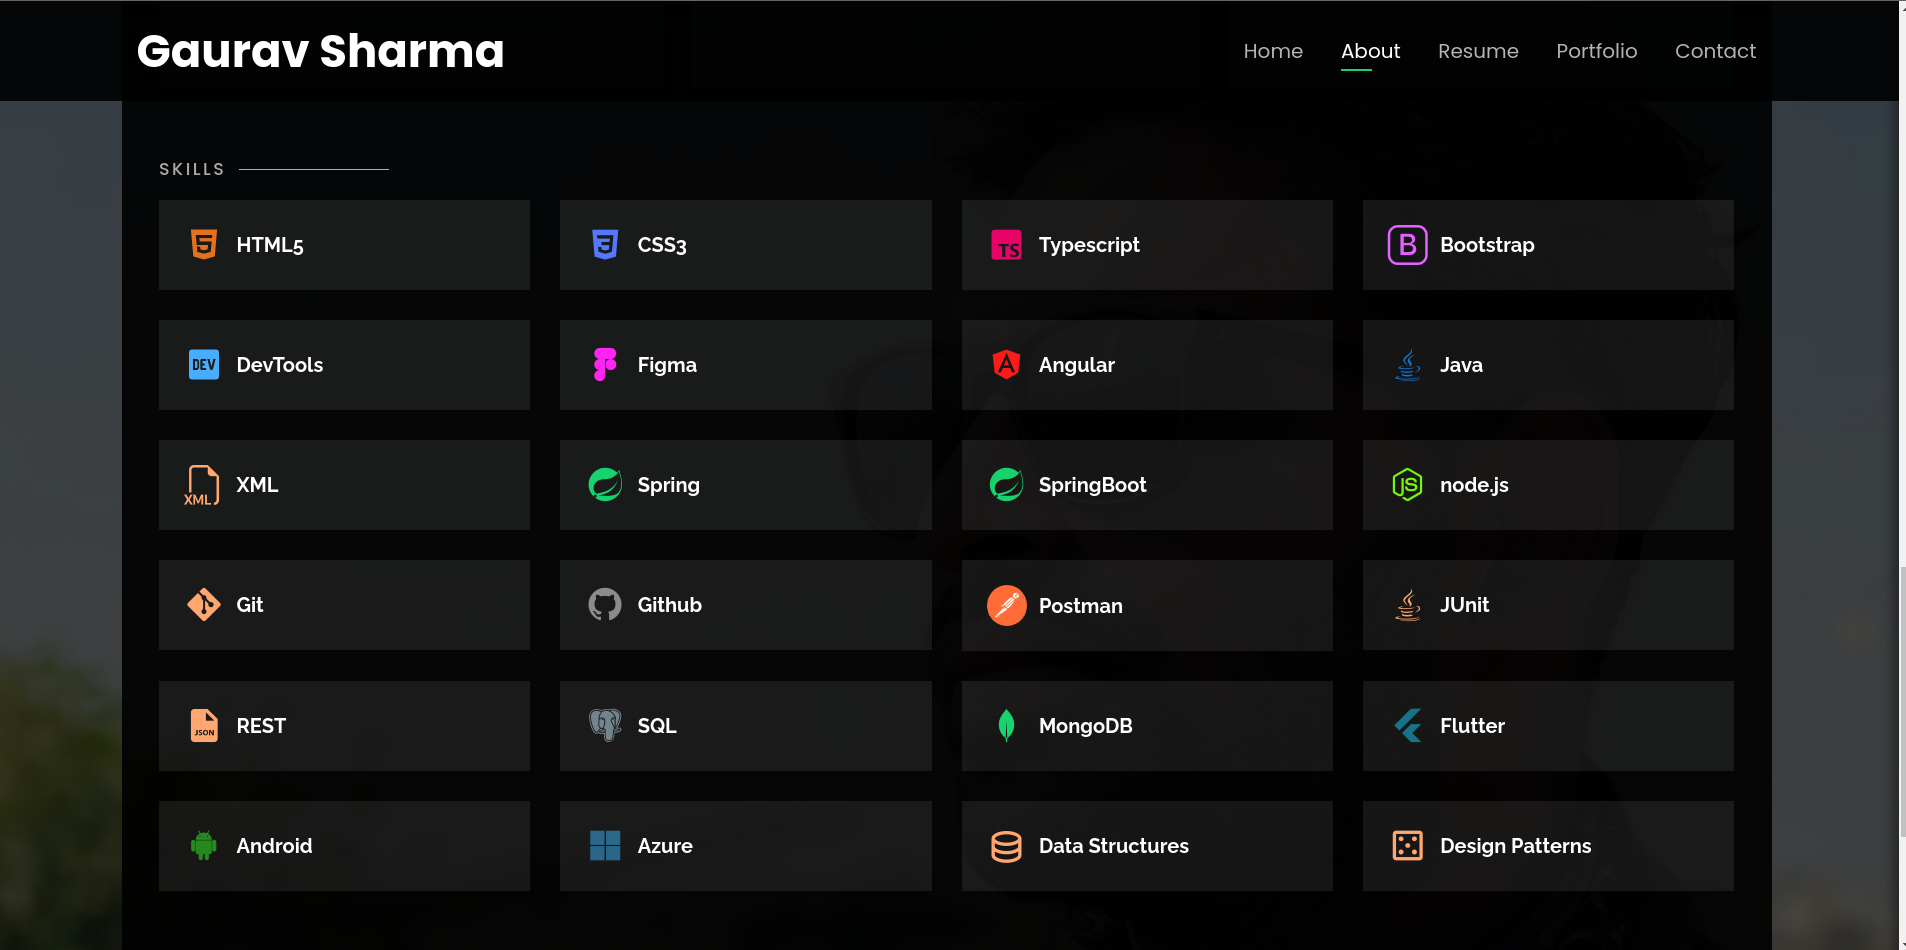 Gaurav Sharma
Home About Resume Portfolio Contact
SKILLS
HTML5
CSS3
TS Typescript
B Bootstrap
DEV DevTools
Figma
Angular
Java
XML XML
Spring
SpringBoot
JS node.js
Git
Github
Postman
JUnit
JSON REST
SQL
MongoDB
Flutter
Android
Azure
Data Structures
Design Patterns